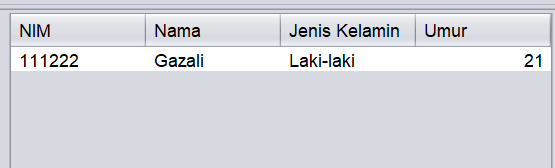 NIM Nama Jenis Kelamin Umur
111222 Gazali Laki-laki 21